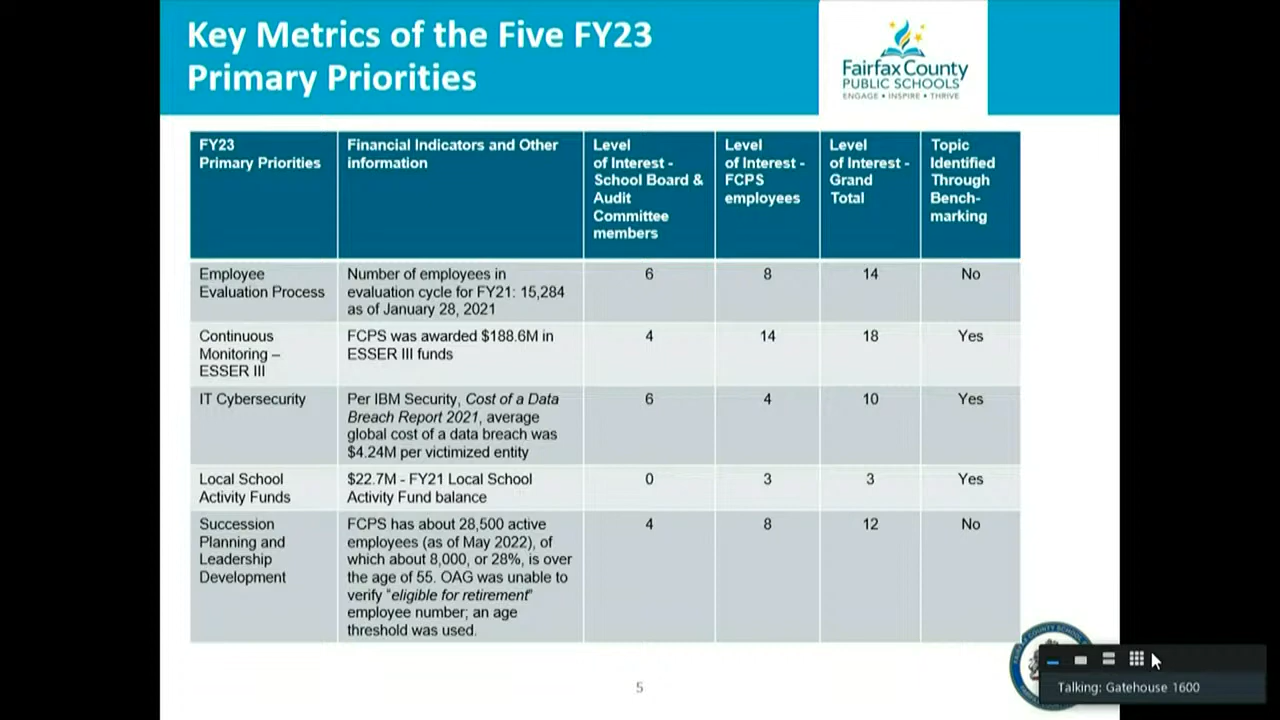 Key Metrics of the Five FY23
Primary Priorities
Fairfax County
PUBLIC SCHOOLS
ENGAGE • INSPIRE • THRIVE
FY23
Primary Priorities
Financial Indicators and Other
information
Level
of Interest -
School Board &
Audit
Committee
members
Level
of Interest -
FCPS
employees
Level
of Interest -
Grand
Total
Topic
Identified
Through
Bench-
marking
Employee
Evaluation Process
Number of employees in
evaluation cycle for FY21: 15,284
as of January 28, 2021
6
8
14
No
Continuous
Monitoring –
ESSER III
FCPS was awarded $188.6M in
ESSER III funds
4
14
18
Yes
IT Cybersecurity
Per IBM Security, Cost of a Data
Breach Report 2021, average
global cost of a data breach was
$4.24M per victimized entity
6
4
10
Yes
Local School
Activity Funds
$22.7M - FY21 Local School
Activity Fund balance
0
3
3
Yes
Succession
Planning and
Leadership
Development
FCPS has about 28,500 active
employees (as of May 2022), of
which about 8,000, or 28%, is over
the age of 55. OAG was unable to
verify "eligible for retirement"
employee number; an age
threshold was used.
4
8
12
No
5
Talking: Gatehouse 1600